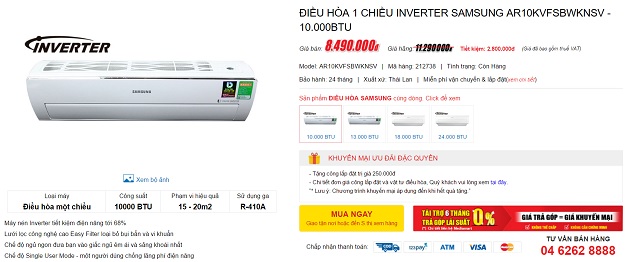 ĐIỀU HÒA 1 CHIỀU INVERTER SAMSUNG AR10KVFSBWKNSV - 10.000BTU
Giá bán: 8.490.000đ Giá hãng: 11.290.000đ Tiết kiệm: 2.800.000đ (Giá đã bao gồm thuế VAT)
Model: AR10KVFSBWKNSV | Mã hàng: 212738 | Tình trạng: Còn Hàng
Bảo hành: 24 tháng | Xuất xứ: Thái Lan | Miễn phí vận chuyển & lắp đặt(xem chi tiết)
Sản phẩm ĐIỀU HÒA SAMSUNG cùng dòng. Click để xem
10.000 BTU 13.000 BTU 18.000 BTU 24.000 BTU
KHUYẾN MẠI ƯU ĐÃI ĐẶC QUYỀN
- Tặng công lắp đặt trị giá 250.000đ
- Chi tiết đơn giá công lắp đặt và vật tư điều hòa, Quý khách vui lòng xem tại đây.
** Lưu ý: Chương trình khuyến mại áp dụng đến khi hết quà tặng.
MUA NGAY
Giao tận nơi hoặc đến S.thị xem hàng
TÀI TRỢ 6 THÁNG
TRẢ GÓP LÃI SUẤT
0%
GIÁ TRẢ GÓP = GIÁ KHUYẾN MẠI
Chấp nhận thanh toán:
VISA
TƯ VẤN BÁN HÀNG
04 6262 8888
INVERTER
SAMSUNG
Xem bộ ảnh
Loại máy Công suất Phạm vi hiệu quả Sử dụng ga
Điều hòa một chiều 10000 BTU 15 - 20m2 R-410A
Máy nén Inverter tiết kiệm điện năng tới 68%
Lưới lọc công nghệ cao Easy Filter loại bỏ bụi bẩn và vi khuẩn
Chế độ ngủ ngon đưa bạn vào giấc ngủ êm ái và sảng khoái nhất
Chế độ Single User Mode - một người dùng chống lãng phí điện năng